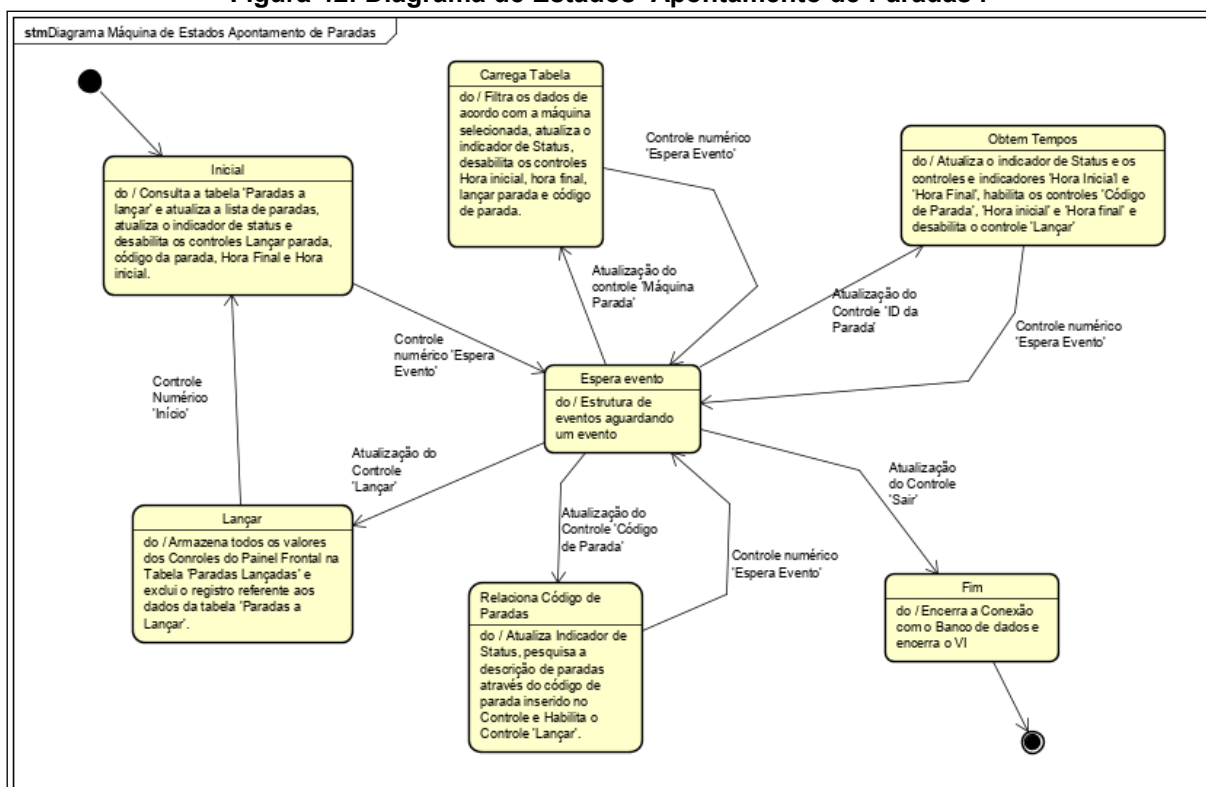 Figura 42: Diagrama de Estados 'Apontamento de Paradas'.
stmDiagrama Máquina de Estados Apontamento de Paradas
Inicial
do / Consulta a tabela 'Paradas a
lançar' e atualiza a lista de paradas,
atualiza o indicador de status e
desabilita os controles Lançar parada,
código da parada, Hora Final e Hora
inicial.
Carrega Tabela
do / Filtra os dados de
acordo com a máquina
selecionada, atualiza o
indicador de Status,
desabilita os controles
Hora inicial, hora final,
lançar parada e código
de parada.
Controle numérico
'Espera Evento'
Obtem Tempos
do / Atualiza o indicador de Status e os
controles e indicadores 'Hora Inicial' e
'Hora Final', habilita os controles 'Código
de Parada', 'Hora inicial' e 'Hora final' e
desabilita o controle 'Lançar'
Atualização do
controle 'Máquina
Parada'
Atualização do
Controle 'ID da
Parada'
Controle numérico
'Espera Evento'
Controle
numérico 'Espera
Evento'
Controle
Numérico
'Início'
Espera evento
do / Estrutura de
eventos aguardando
um evento
Atualização do
Controle
'Lançar'
Atualização
do Controle
'Sair'
Lançar
do / Armazena todos os valores
dos Conroles do Painel Frontal na
Tabela 'Paradas Lançadas' e
exclui o registro referente aos
dados da tabela 'Paradas a
Lançar'.
Atualização do
Controle 'Código
de Parada'
Controle numérico
'Espera Evento'
Relaciona Código de
Paradas
do / Atualiza Indicador de
Status, pesquisa a
descrição de paradas
através do código de
parada inserido no
Controle e Habilita o
Controle 'Lançar'.
Fim
do / Encerra a Conexão
com o Banco de dados e
encerra o VI